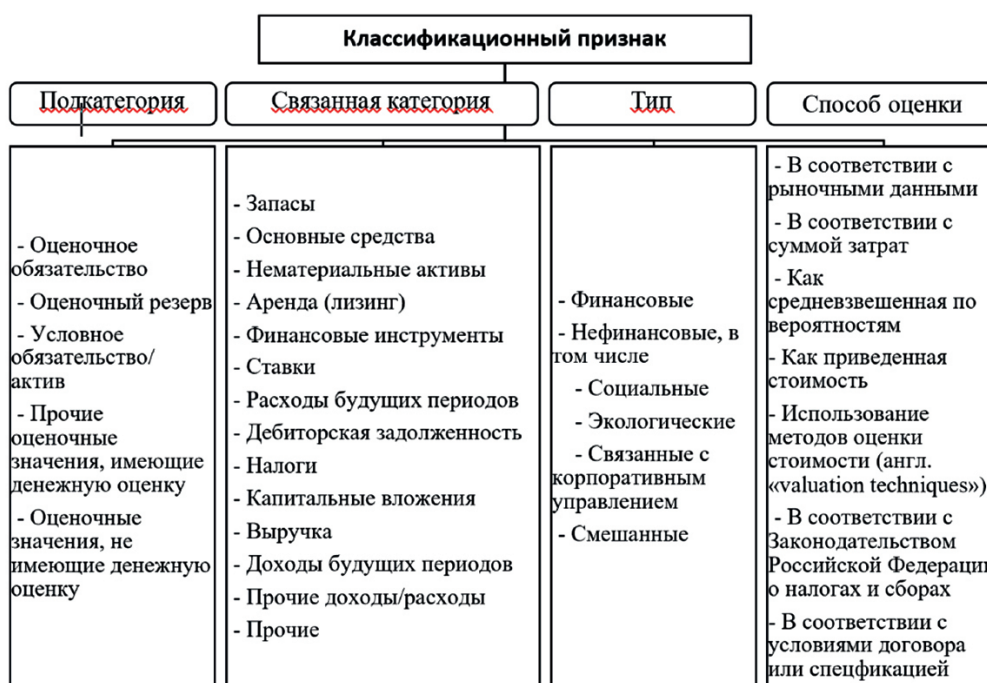 Классификационный признак
Подкатегория
Связанная категория
Тип
Способ оценки
- Оценочное
обязательство
- Оценочный резерв
- Условное
обязательство/
актив
- Прочие
оценочные
значения, имеющие
денежную оценку
- Оценочные
значения, не
имеющие денежную
оценку
- Запасы
- Основные средства
- Нематериальные активы
- Аренда (лизинг)
- Финансовые инструменты
- Ставки
- Расходы будущих периодов
- Дебиторская задолженность
- Налоги
- Капитальные вложения
- Выручка
- Доходы будущих периодов
- Прочие доходы/расходы
- Прочие
- Финансовые
- Нефинансовые, в
том числе
- Социальные
- Экологические
- Связанные с
корпоративным
управлением
- Смешанные
- В соответствии с
рыночными данными
- В соответствии с
суммой затрат
- Как
средневзвешенная по
вероятностям
- Как приведенная
стоимость
- Использование
методов оценки
стоимости (англ.
«valuation techniques»)
- В соответствии с
Законодательством
Российской Федерации
о налогах и сборах
- В соответствии с
условиями договора
или спецфикацией